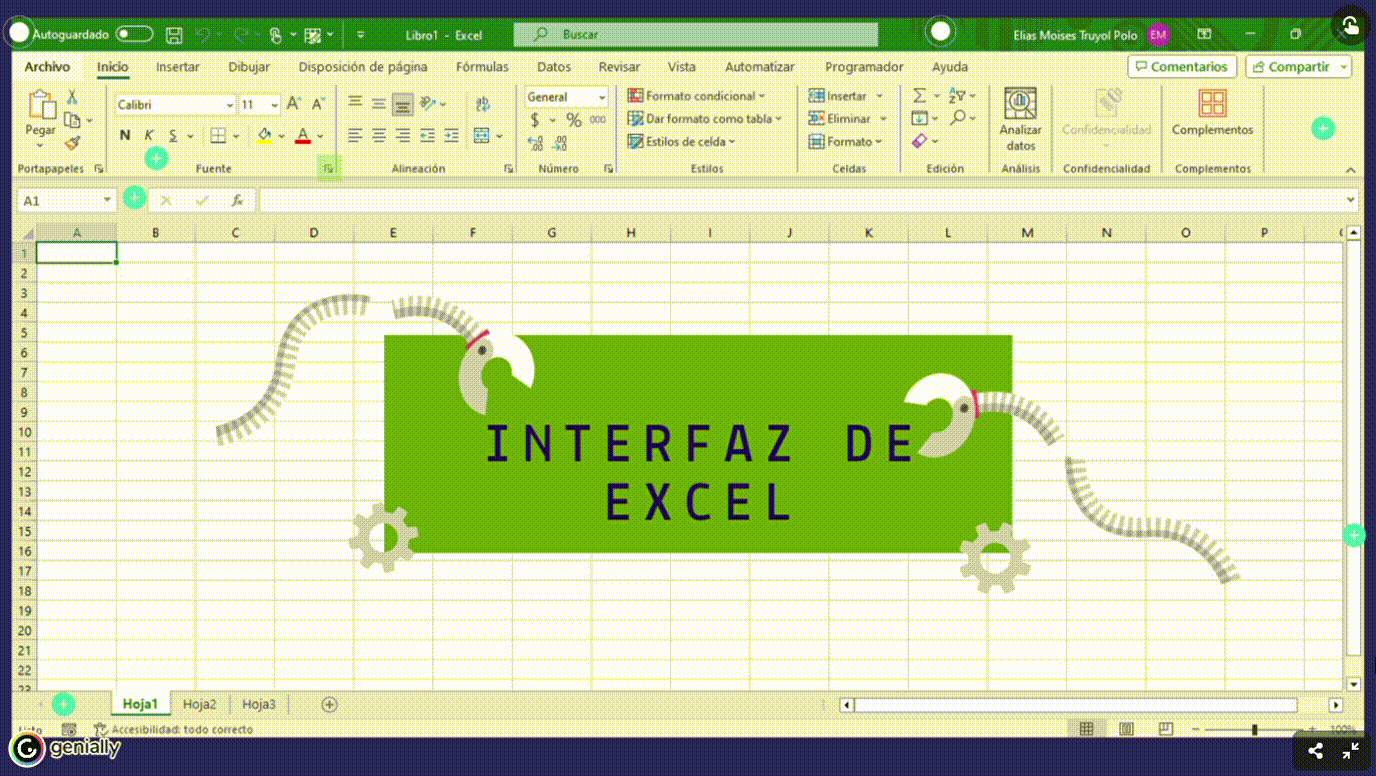 Autoguardado Libro1 - Excel Buscar Elias Moises Truyol Polo EM
Archivo Inicio Insertar Dibujar Disposición de página Fórmulas Datos Revisar Vista Automatizar Programador Ayuda Comentarios Compartir
Calibri 11 A A ab General Formato condicional Insertar Σ
Pegar N K S A $ % 000 Dar formato como tabla Eliminar Analizar datos Confidencialidad Complementos
Estilos de celda Formato
Portapapeles Fuente Alineación Número Estilos Celdas Edición Análisis Confidencialidad Complementos
A1 fx
A B C D E F G H I J K L M N O P
1
2
3
4
5
6
7
8
9
10
11
12
13
14
15
16
17
18
19
20
21
22
23
INTERFAZ DE
EXCEL
Hoja1 Hoja2 Hoja3
Accesibilidad: todo correcto 100%
genially